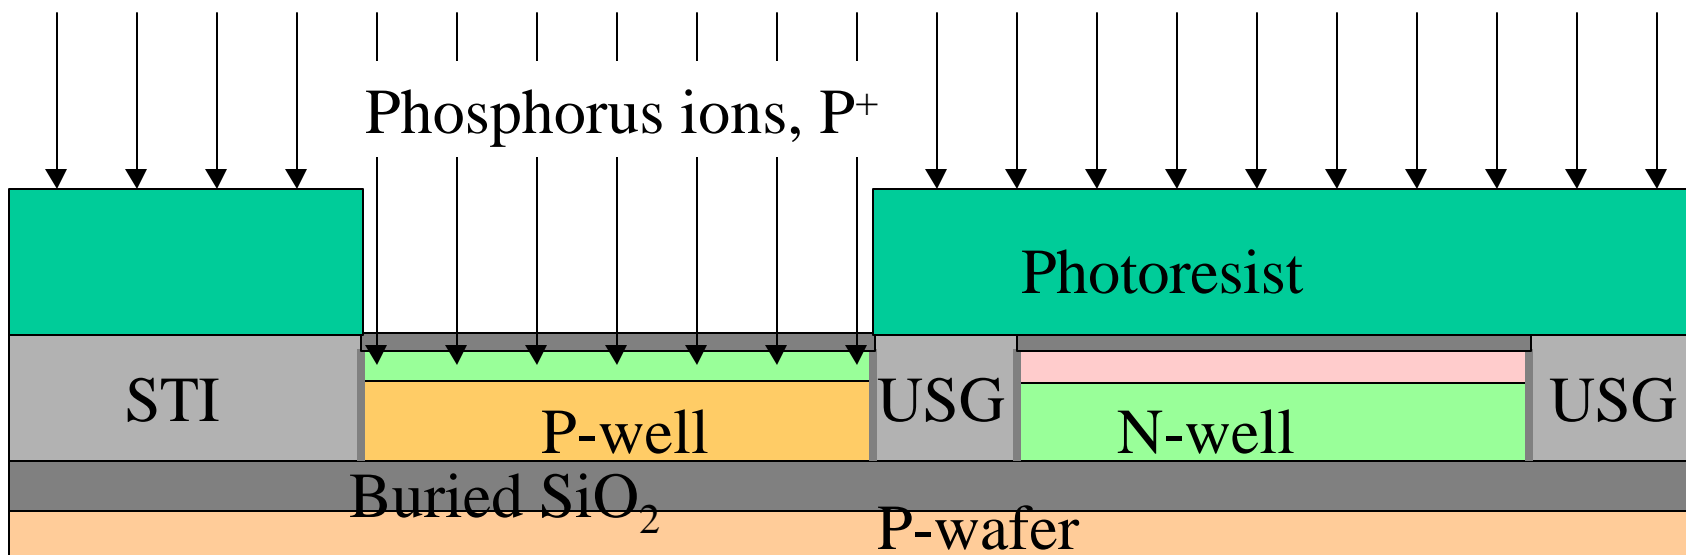 Phosphorus ions, P⁺
Photoresist
STI
USG
USG
P-well
N-well
Buried SiO₂
P-wafer